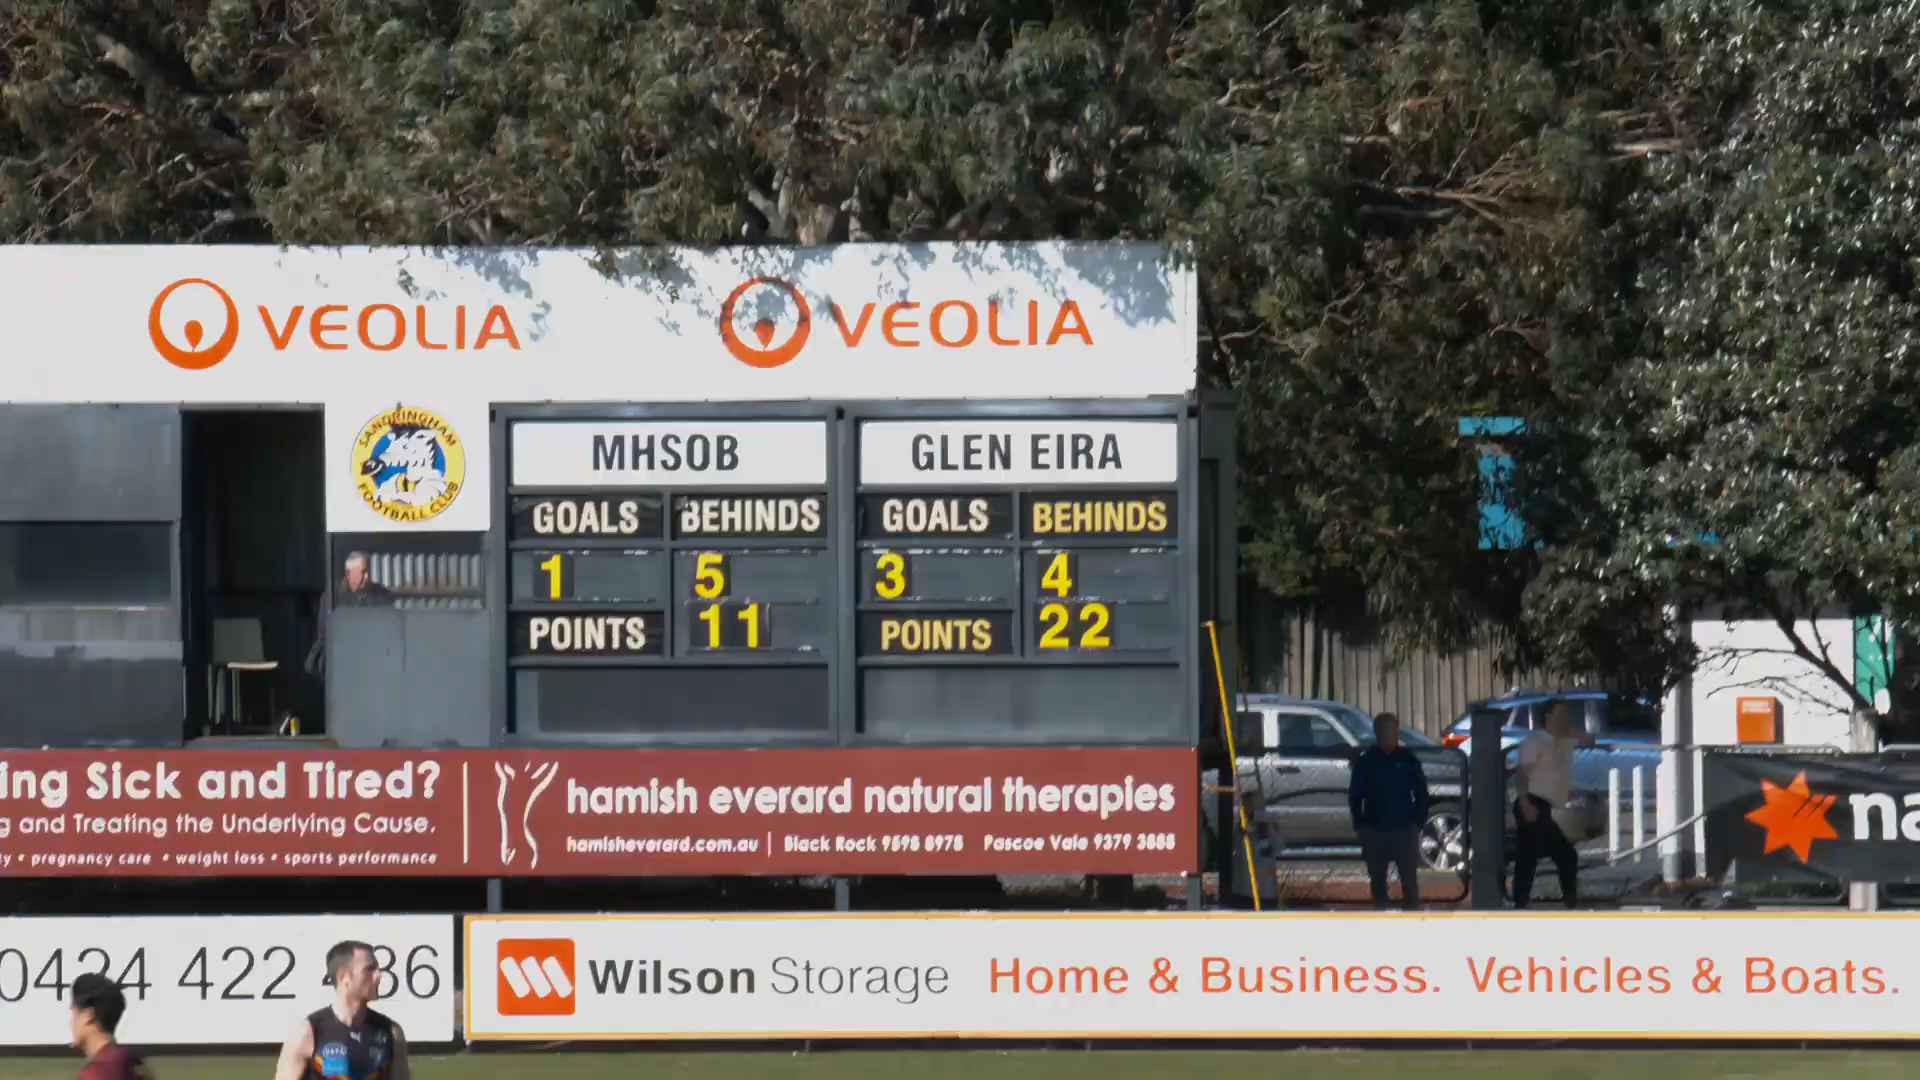 VEOLIA VEOLIA
SANDRINGHAM
FOOTBALL CLUB
MHSOB GLEN EIRA
GOALS BEHINDS GOALS BEHINDS
1 5 3 4
POINTS 11 POINTS 22
ing Sick and Tired?
g and Treating the Underlying Cause.
y • pregnancy care • weight loss • sports performance
hamish everard natural therapies
hamisheverard.com.au | Black Rock 9598 8978 Pascoe Vale 9379 3888
na
0424 422 36
Wilson Storage Home & Business. Vehicles & Boats.